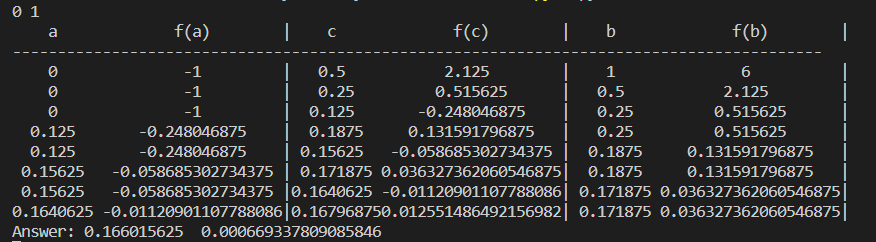 0 1
a f(a) | c f(c) | b f(b) |
--------------------------------------------------------------------------------------------------------
0 -1 | 0.5 2.125 | 1 6 |
0 -1 | 0.25 0.515625 | 0.5 2.125 |
0 -1 | 0.125 -0.248046875 | 0.25 0.515625 |
0.125 -0.248046875 | 0.1875 0.131591796875 | 0.25 0.515625 |
0.125 -0.248046875 | 0.15625 -0.058685302734375 | 0.1875 0.131591796875 |
0.15625 -0.058685302734375 | 0.171875 0.036327362060546875| 0.1875 0.131591796875 |
0.15625 -0.058685302734375 |0.1640625 -0.01120901107788086| 0.171875 0.036327362060546875|
0.1640625 -0.01120901107788086|0.167968750.012551486492156982| 0.171875 0.036327362060546875|
Answer: 0.166015625 0.000669337809085846